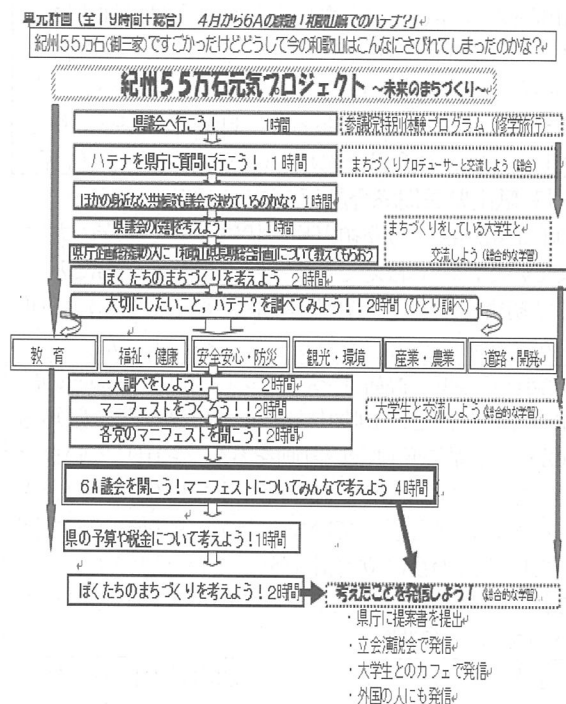 単元計画(全19時間+総合) 4月から6Aの課題「和歌山城でのハテナ?」
紀州55万石(御三家)ですごかったけどどうして今の和歌山はこんなにさびれてしまったのかな?
紀州55万石元気プロジェクト ~未来のまちづくり~
県議会へ行こう! 1時間
参議院特別体験プログラム(修学旅行)
ハテナを県庁に質問に行こう! 1時間
まちづくりプロデューサーと交流しよう(総合)
ほかの身近な公共施設も議会で決めているのかな? 1時間
県議会の役割を考えよう! 1時間
まちづくりをしている大学生と
交流しよう(総合的な学習)
県庁企画総務課の人に「和歌山県長期総合計画」について教えてもらおう
ぼくたちのまちづくりを考えよう 2時間
大切にしたいこと,ハテナ?を調べてみよう!!2時間(ひとり調べ)
教育
福祉・健康
安全安心・防災
観光・環境
産業・農業
道路・開発
一人調べをしよう! 2時間
マニフェストをつくろう!!2時間
大学生と交流しよう(総合的な学習)
各党のマニフェストを聞こう!2時間
6A議会を開こう!マニフェストについてみんなで考えよう 4時間
県の予算や税金について考えよう!1時間
ぼくたちのまちづくりを考えよう!2時間
考えたことを発信しよう!(総合的な学習)
・県庁に提案書を提出
・立会演説会で発信
・大学生とのカフェで発信
・外国の人にも発信